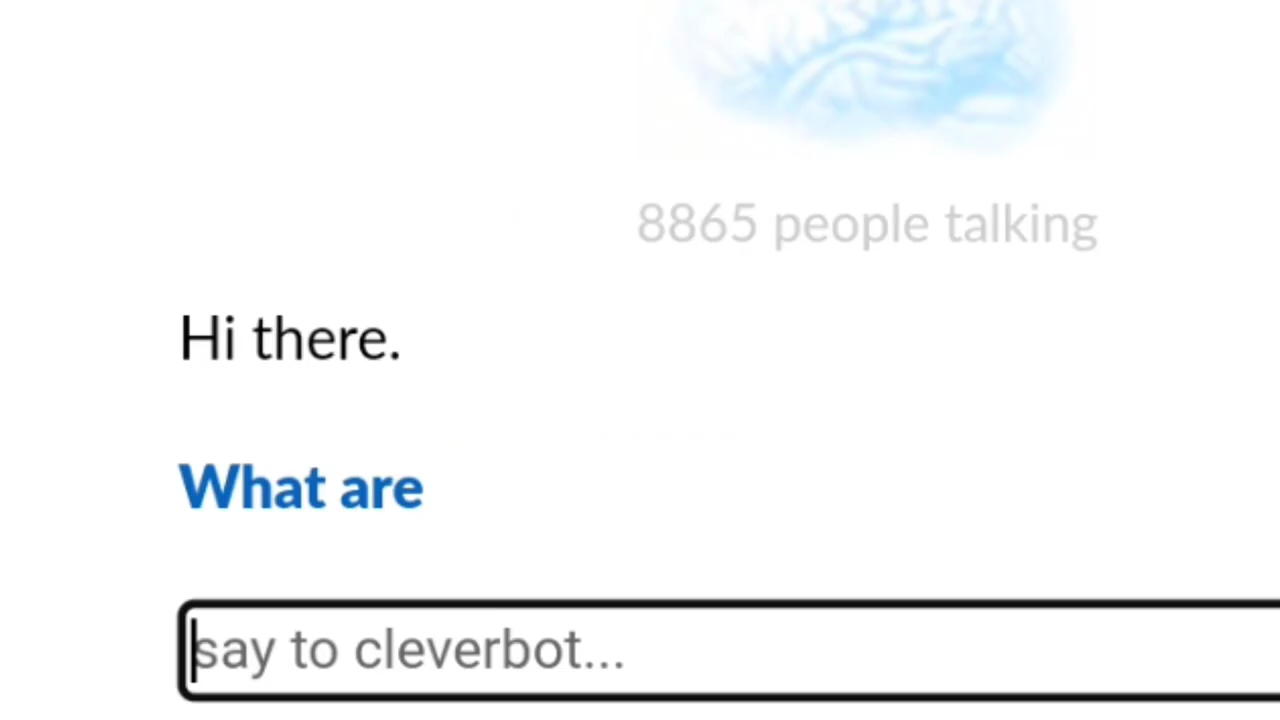 8865 people talking
Hi there.
What are
say to cleverbot...